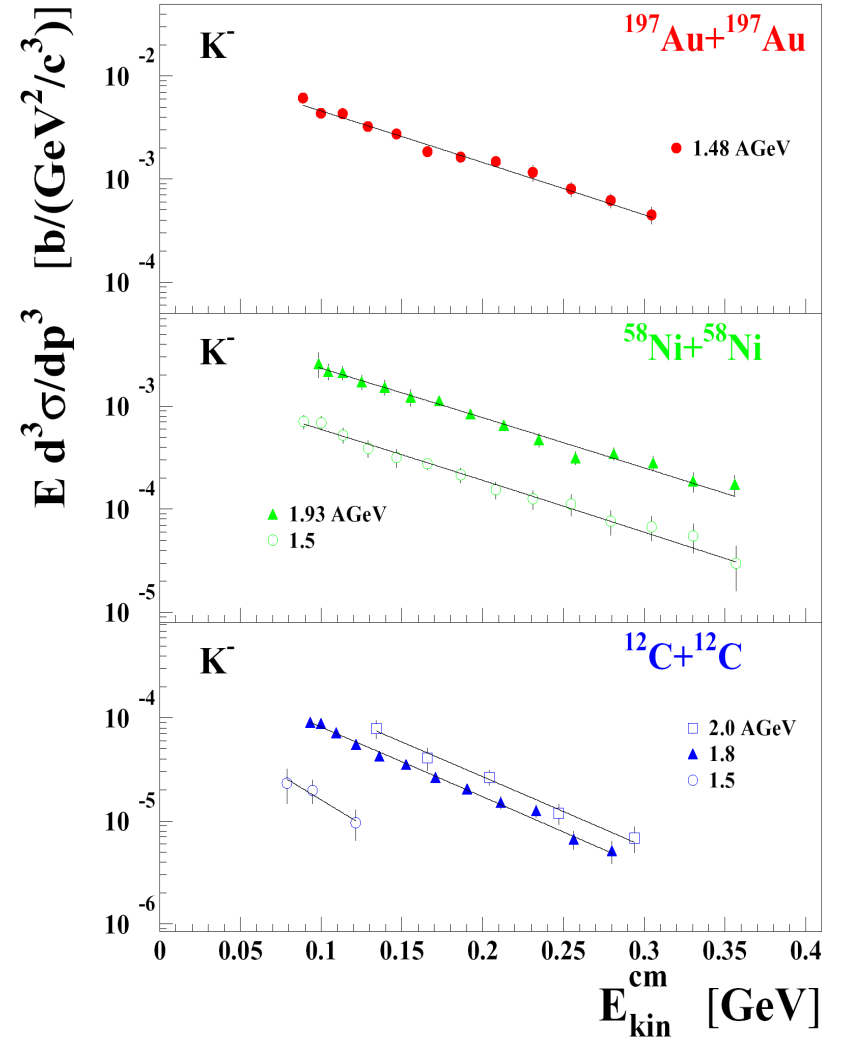 E d³σ/dp³ [b/(GeV²/c³)]
K⁻
¹⁹⁷Au+¹⁹⁷Au
10⁻²
10⁻³
10⁻⁴
1.48 AGeV
K⁻
⁵⁸Ni+⁵⁸Ni
10⁻³
10⁻⁴
10⁻⁵
1.93 AGeV
1.5
K⁻
¹²C+¹²C
10⁻⁴
10⁻⁵
10⁻⁶
2.0 AGeV
1.8
1.5
0 0.05 0.1 0.15 0.2 0.25 0.3 0.35 0.4
E_kin^cm [GeV]